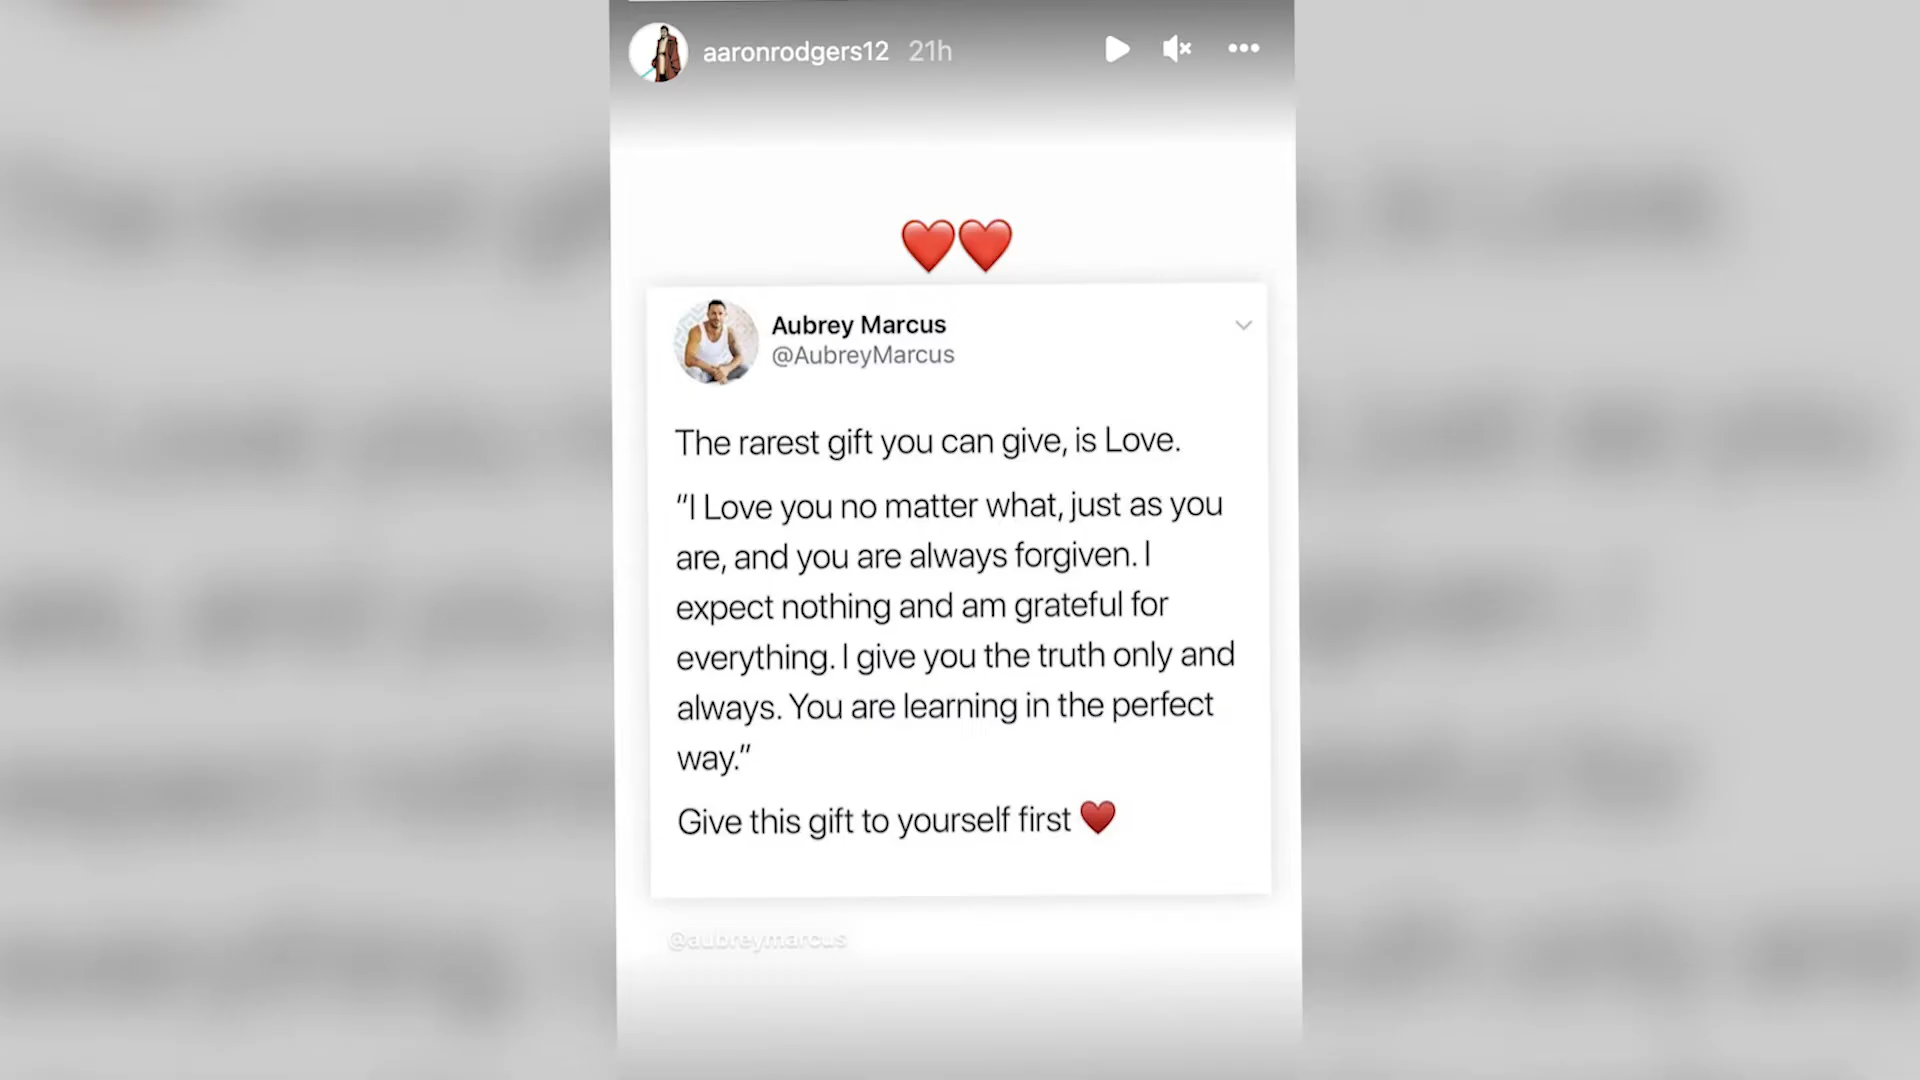 aaronrodgers12 21h
❤️❤️
Aubrey Marcus
@AubreyMarcus
The rarest gift you can give, is Love.
“I Love you no matter what, just as you
are, and you are always forgiven. I
expect nothing and am grateful for
everything. I give you the truth only and
always. You are learning in the perfect
way.”
Give this gift to yourself first ♥️
@aubreymarcus